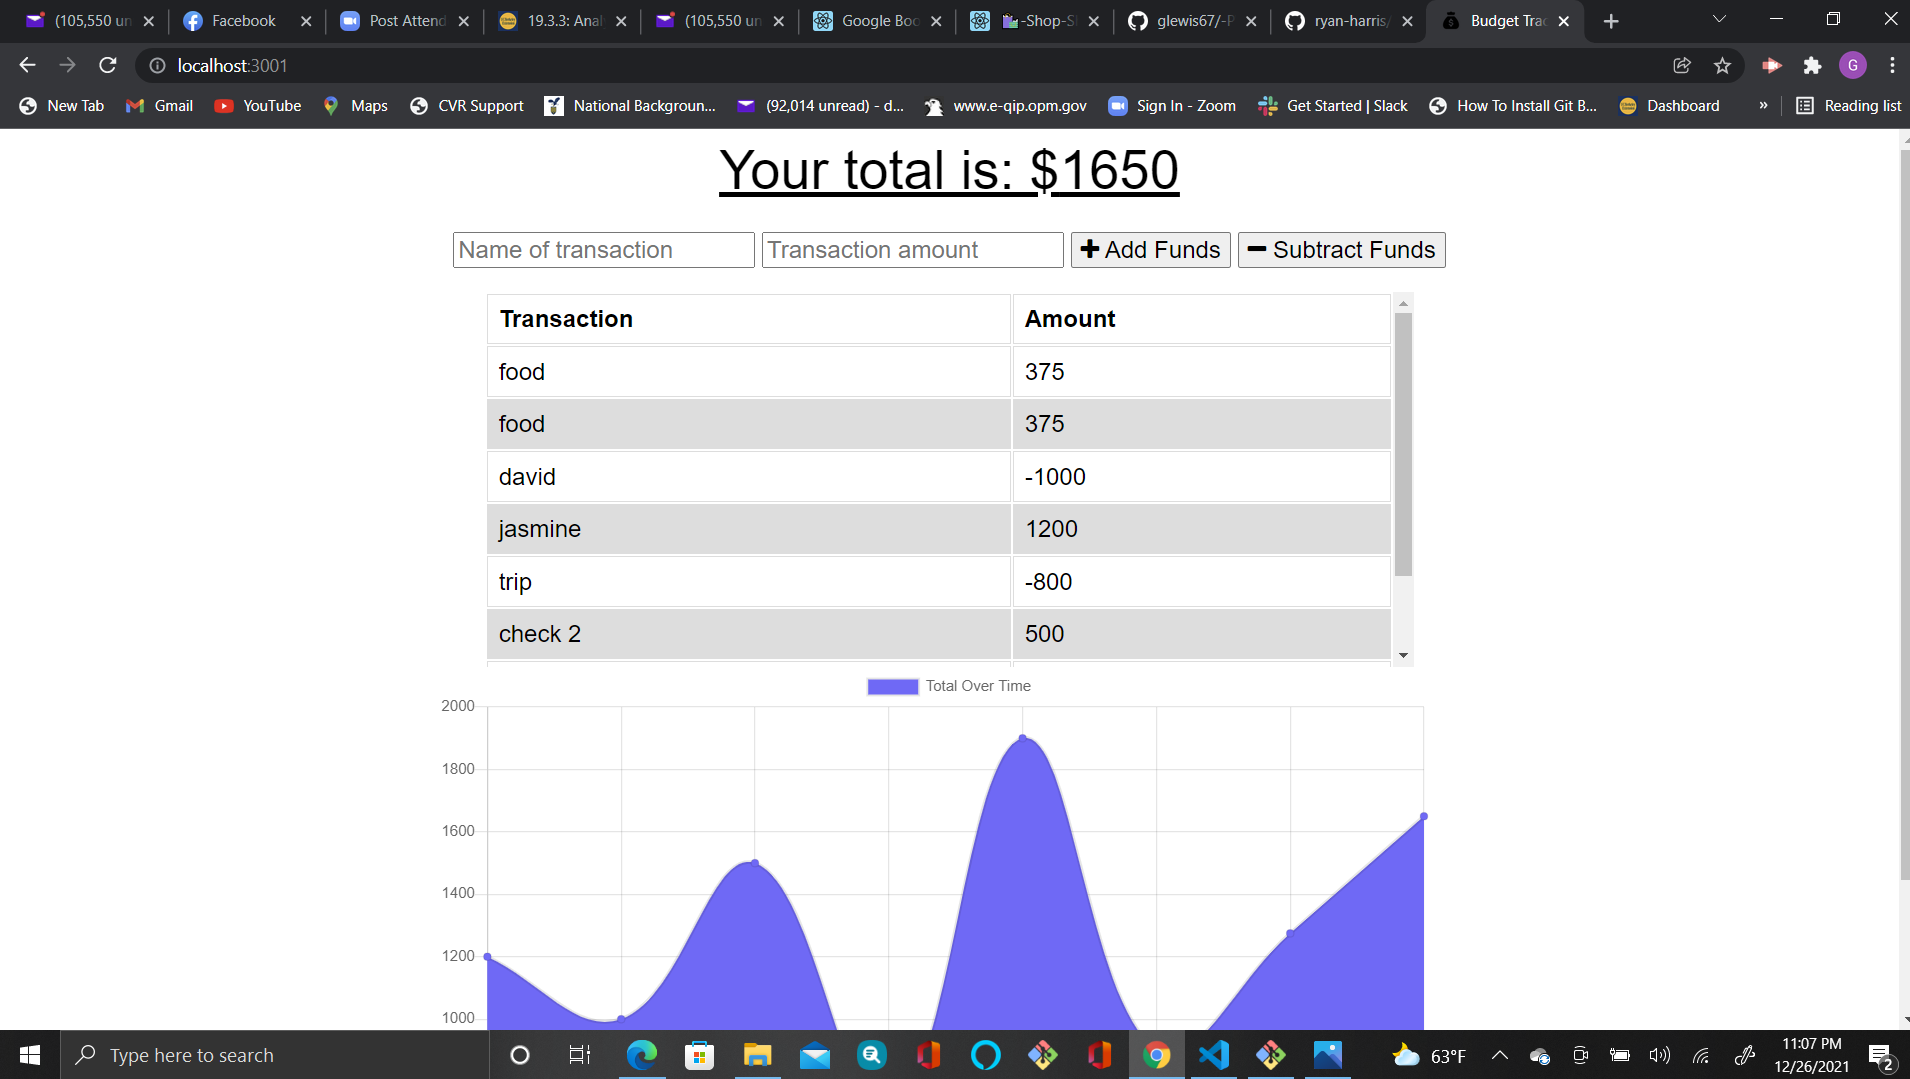 (105,550 un
Facebook
Post Attend
19.3.3: Anal
(105,550 un
Google Boo
-Shop-S
glewis67/-P
ryan-harris/
Budget Trac
localhost:3001
G
New Tab
Gmail
YouTube
Maps
CVR Support
National Backgroun...
(92,014 unread) - d...
www.e-qip.opm.gov
Sign In - Zoom
Get Started | Slack
How To Install Git B...
Dashboard
»
Reading list
Your total is: $1650
Name of transaction
Transaction amount
Add Funds
Subtract Funds
Transaction Amount
food 375
food 375
david -1000
jasmine 1200
trip -800
check 2 500
Total Over Time
2000
1800
1600
1400
1200
1000
Type here to search
63°F
11:07 PM
12/26/2021
2